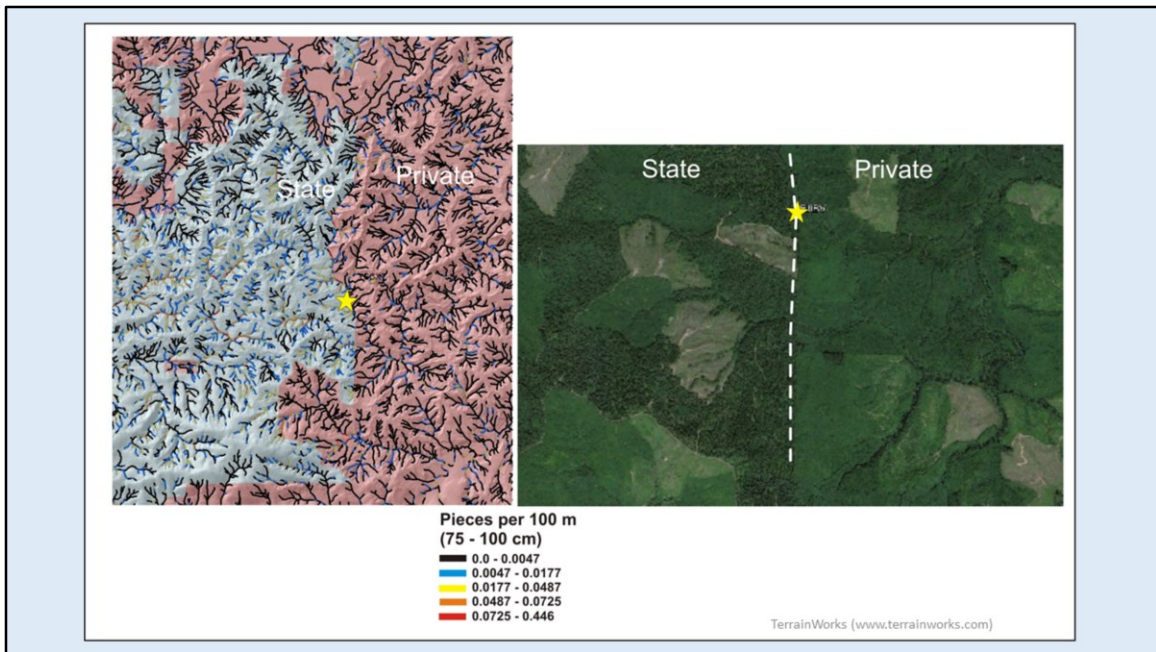 State
Private
State
Private
Pieces per 100 m
(75 - 100 cm)
0.0 - 0.0047
0.0047 - 0.0177
0.0177 - 0.0487
0.0487 - 0.0725
0.0725 - 0.446
TerrainWorks (www.terrainworks.com)